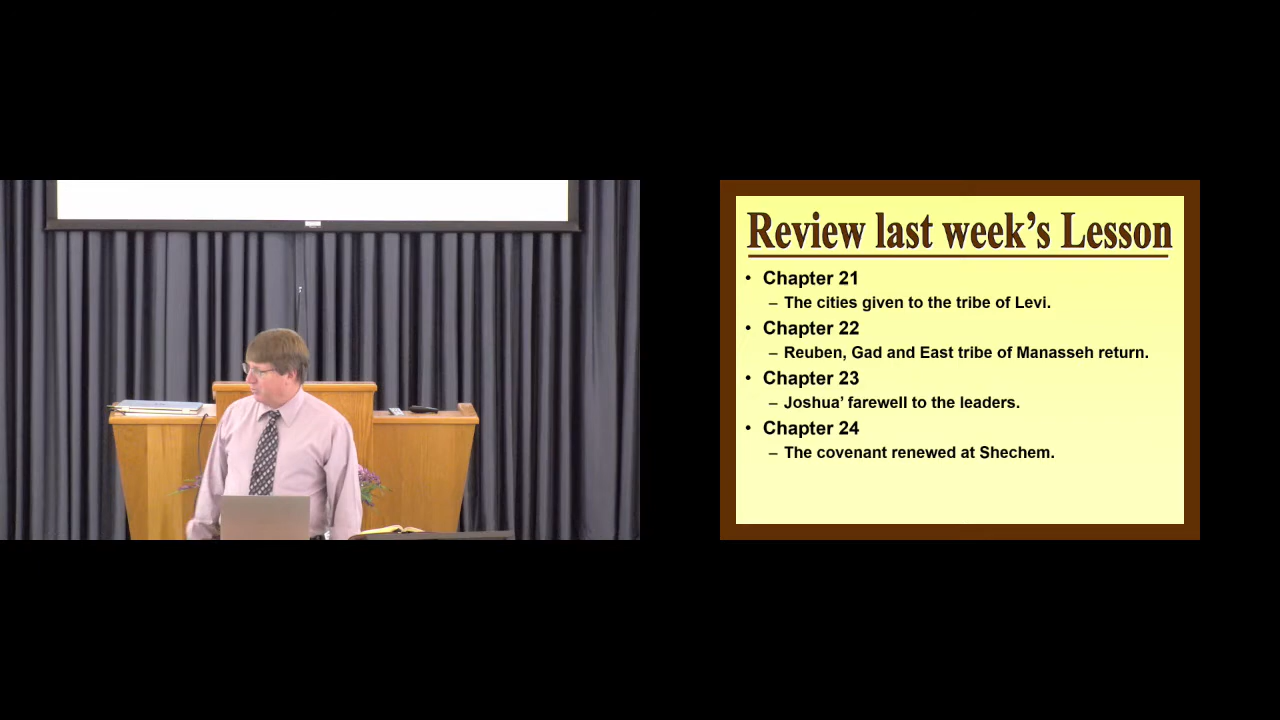 Review last week's Lesson
• Chapter 21
– The cities given to the tribe of Levi.
• Chapter 22
– Reuben, Gad and East tribe of Manasseh return.
• Chapter 23
– Joshua' farewell to the leaders.
• Chapter 24
– The covenant renewed at Shechem.